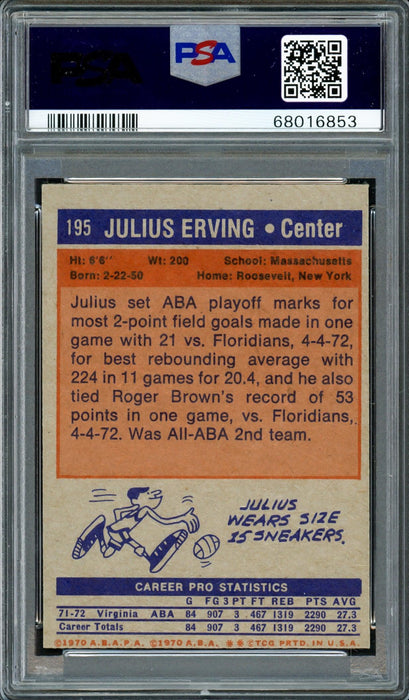 PSA
PSA
68016853
195 JULIUS ERVING • Center
Ht: 6'6" Wt: 200 School: Massachusetts
Born: 2-22-50 Home: Roosevelt, New York
Julius set ABA playoff marks for
most 2-point field goals made in one
game with 21 vs. Floridians, 4-4-72,
for best rebounding average with
224 in 11 games for 20.4, and he also
tied Roger Brown's record of 53
points in one game, vs. Floridians,
4-4-72. Was All-ABA 2nd team.
JULIUS
WEARS SIZE
15 SNEAKERS.
CAREER PRO STATISTICS
G FG 3PT FT REB PTS AVG
71-72 Virginia ABA 84 907 3 467 1319 2290 27.3
Career Totals 84 907 3 467 1319 2290 27.3
©1970 A.B.A.P.A. ©1970 A.B.A. ✱✱©TCG PRTD. IN U.S.A.